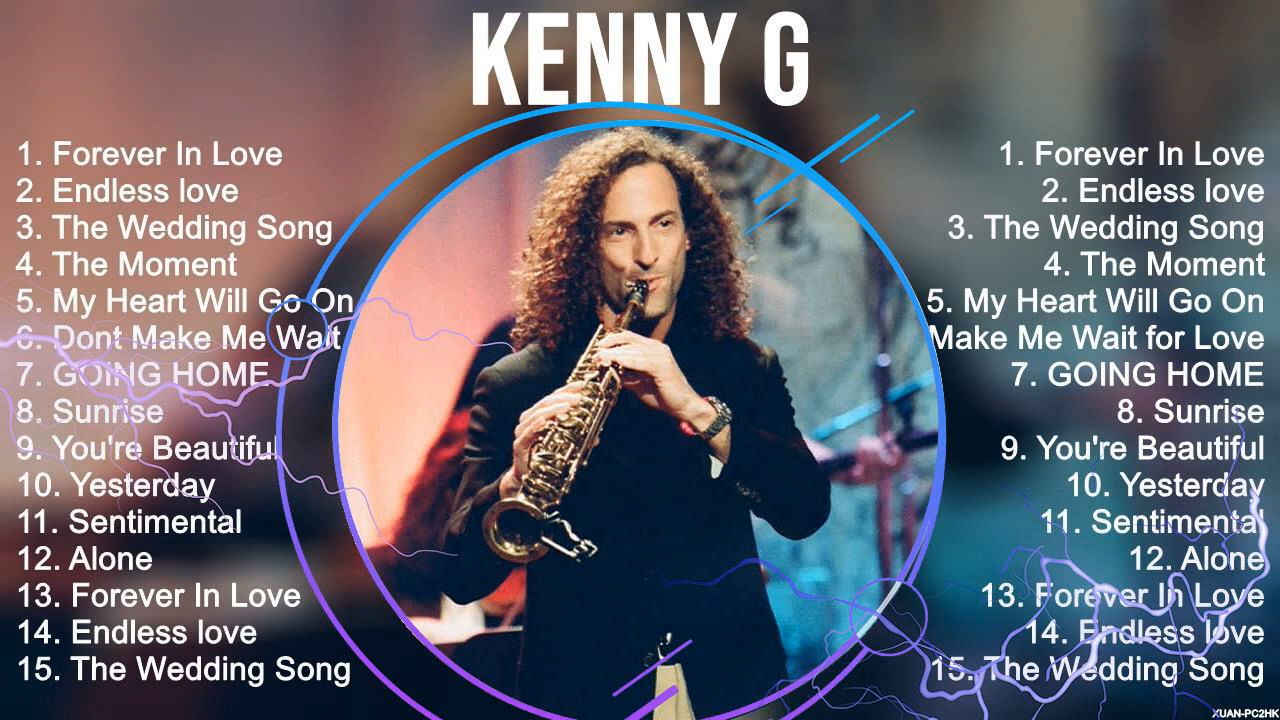 KENNY G
1. Forever In Love
2. Endless love
3. The Wedding Song
4. The Moment
5. My Heart Will Go On
6. Dont Make Me Wait
7. GOING HOME
8. Sunrise
9. You're Beautiful
10. Yesterday
11. Sentimental
12. Alone
13. Forever In Love
14. Endless love
15. The Wedding Song
1. Forever In Love
2. Endless love
3. The Wedding Song
4. The Moment
5. My Heart Will Go On
Make Me Wait for Love
7. GOING HOME
8. Sunrise
9. You're Beautiful
10. Yesterday
11. Sentimental
12. Alone
13. Forever In Love
14. Endless love
15. The Wedding Song
XUAN-PC2HK